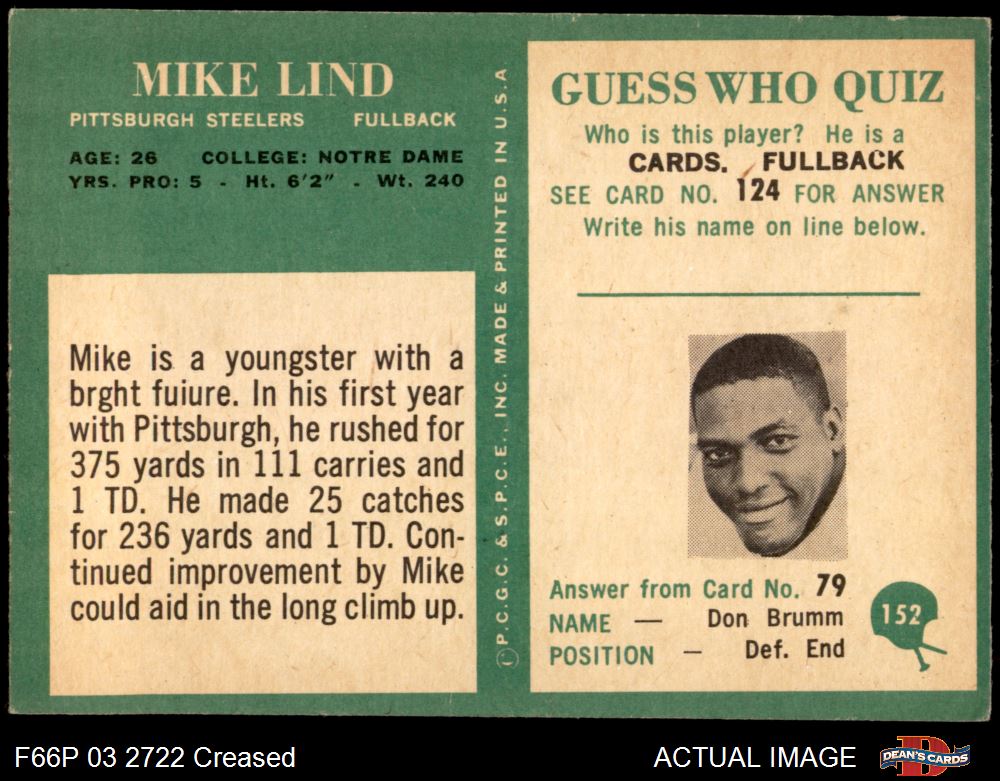 MIKE LIND
PITTSBURGH STEELERS FULLBACK
AGE: 26 COLLEGE: NOTRE DAME
YRS. PRO: 5 - Ht. 6'2" - Wt. 240
Mike is a youngster with a
brght fuiure. In his first year
with Pittsburgh, he rushed for
375 yards in 111 carries and
1 TD. He made 25 catches
for 236 yards and 1 TD. Con-
tinued improvement by Mike
could aid in the long climb up.
©P.C.G.C. & S.P.C.E., INC. MADE & PRINTED IN U.S.A
GUESS WHO QUIZ
Who is this player? He is a
CARDS. FULLBACK
SEE CARD NO. 124 FOR ANSWER
Write his name on line below.
Answer from Card No. 79
NAME — Don Brumm
POSITION — Def. End
152
F66P 03 2722 Creased
ACTUAL IMAGE
D
DEAN'S CARDS